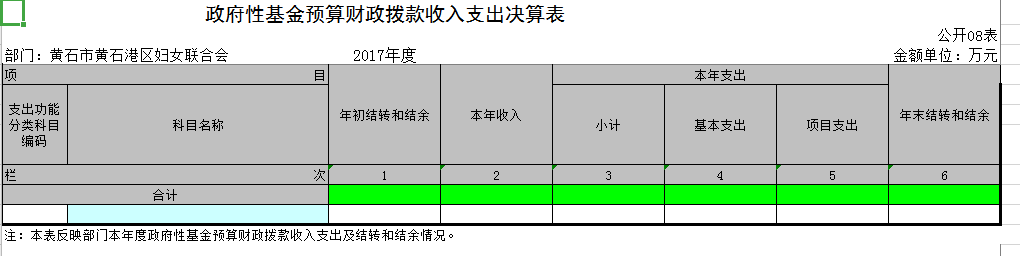 政府性基金预算财政拨款收入支出决算表
公开08表
部门：黄石市黄石港区妇女联合会 2017年度 金额单位：万元
项 目 年初结转和结余 本年收入 本年支出 年末结转和结余
支出功能分类科目编码 科目名称 小计 基本支出 项目支出
栏 次 1 2 3 4 5 6
合计
注：本表反映部门本年度政府性基金预算财政拨款收入支出及结转和结余情况。